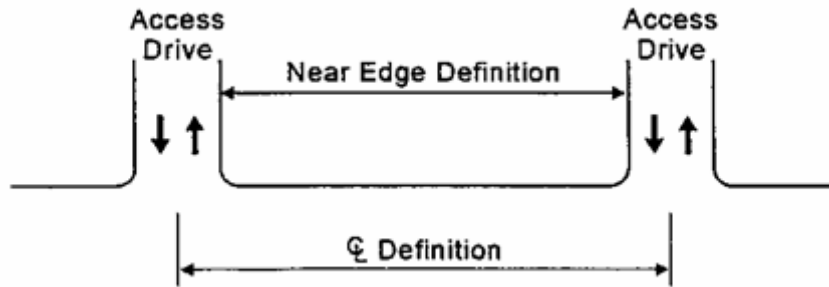 Access
Drive
Access
Drive
Near Edge Definition
℄ Definition